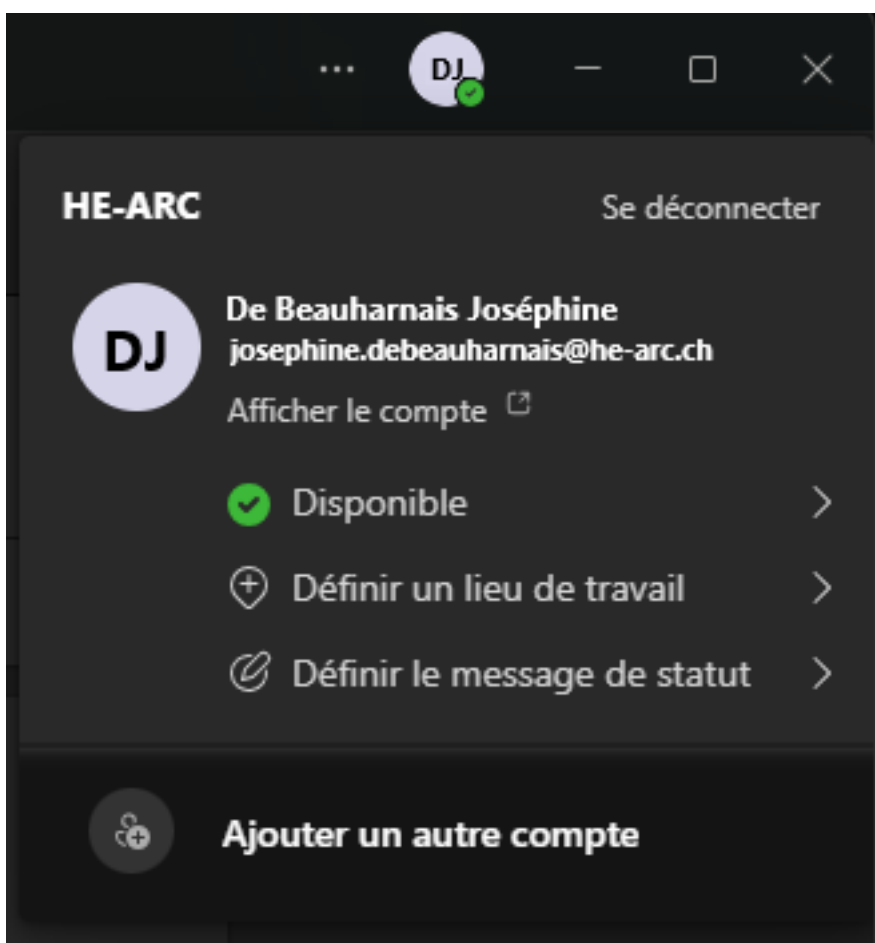 DJ
HE-ARC Se déconnecter
DJ
De Beauharnais Joséphine
josephine.debeauharnais@he-arc.ch
Afficher le compte
Disponible
Définir un lieu de travail
Définir le message de statut
Ajouter un autre compte